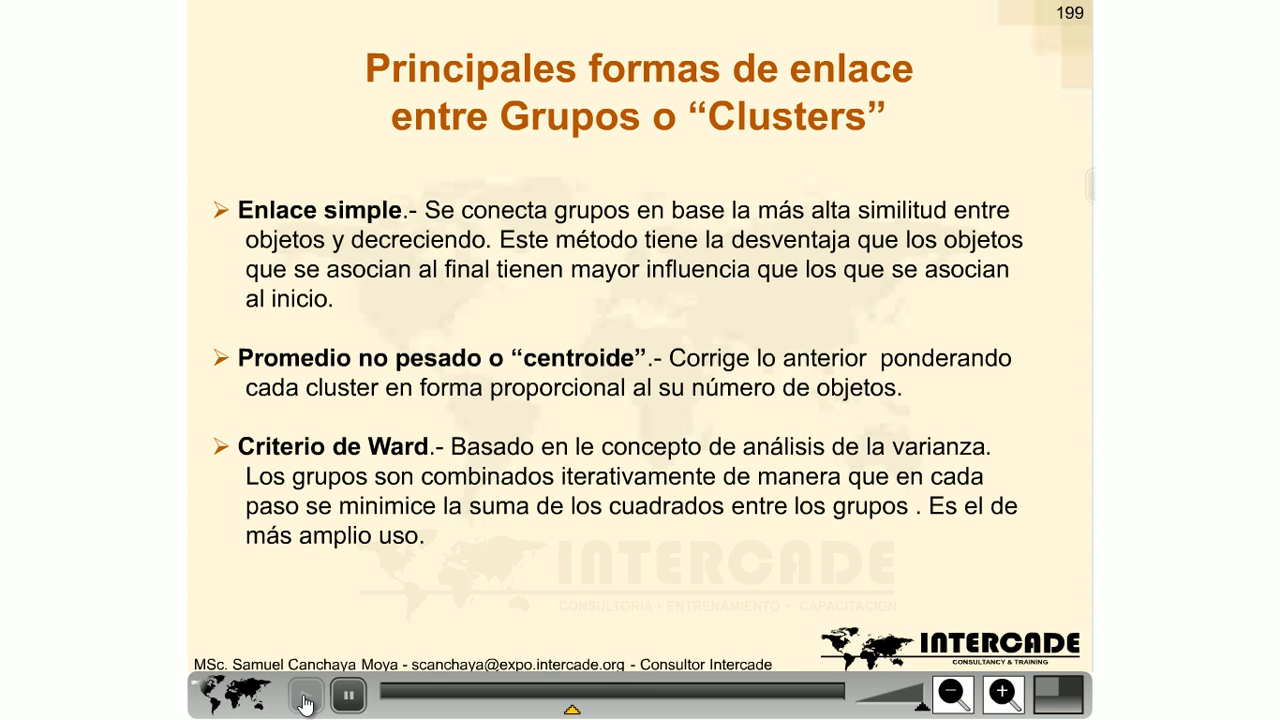 199
Principales formas de enlace
entre Grupos o “Clusters”
➢ Enlace simple.- Se conecta grupos en base la más alta similitud entre
objetos y decreciendo. Este método tiene la desventaja que los objetos
que se asocian al final tienen mayor influencia que los que se asocian
al inicio.
➢ Promedio no pesado o “centroide”.- Corrige lo anterior ponderando
cada cluster en forma proporcional al su número de objetos.
➢ Criterio de Ward.- Basado en le concepto de análisis de la varianza.
Los grupos son combinados iterativamente de manera que en cada
paso se minimice la suma de los cuadrados entre los grupos . Es el de
más amplio uso.
INTERCADE
CONSULTORIA • ENTRENAMIENTO • CAPACITACION
INTERCADE
CONSULTANCY & TRAINING
MSc. Samuel Canchaya Moya - scanchaya@expo.intercade.org - Consultor Intercade